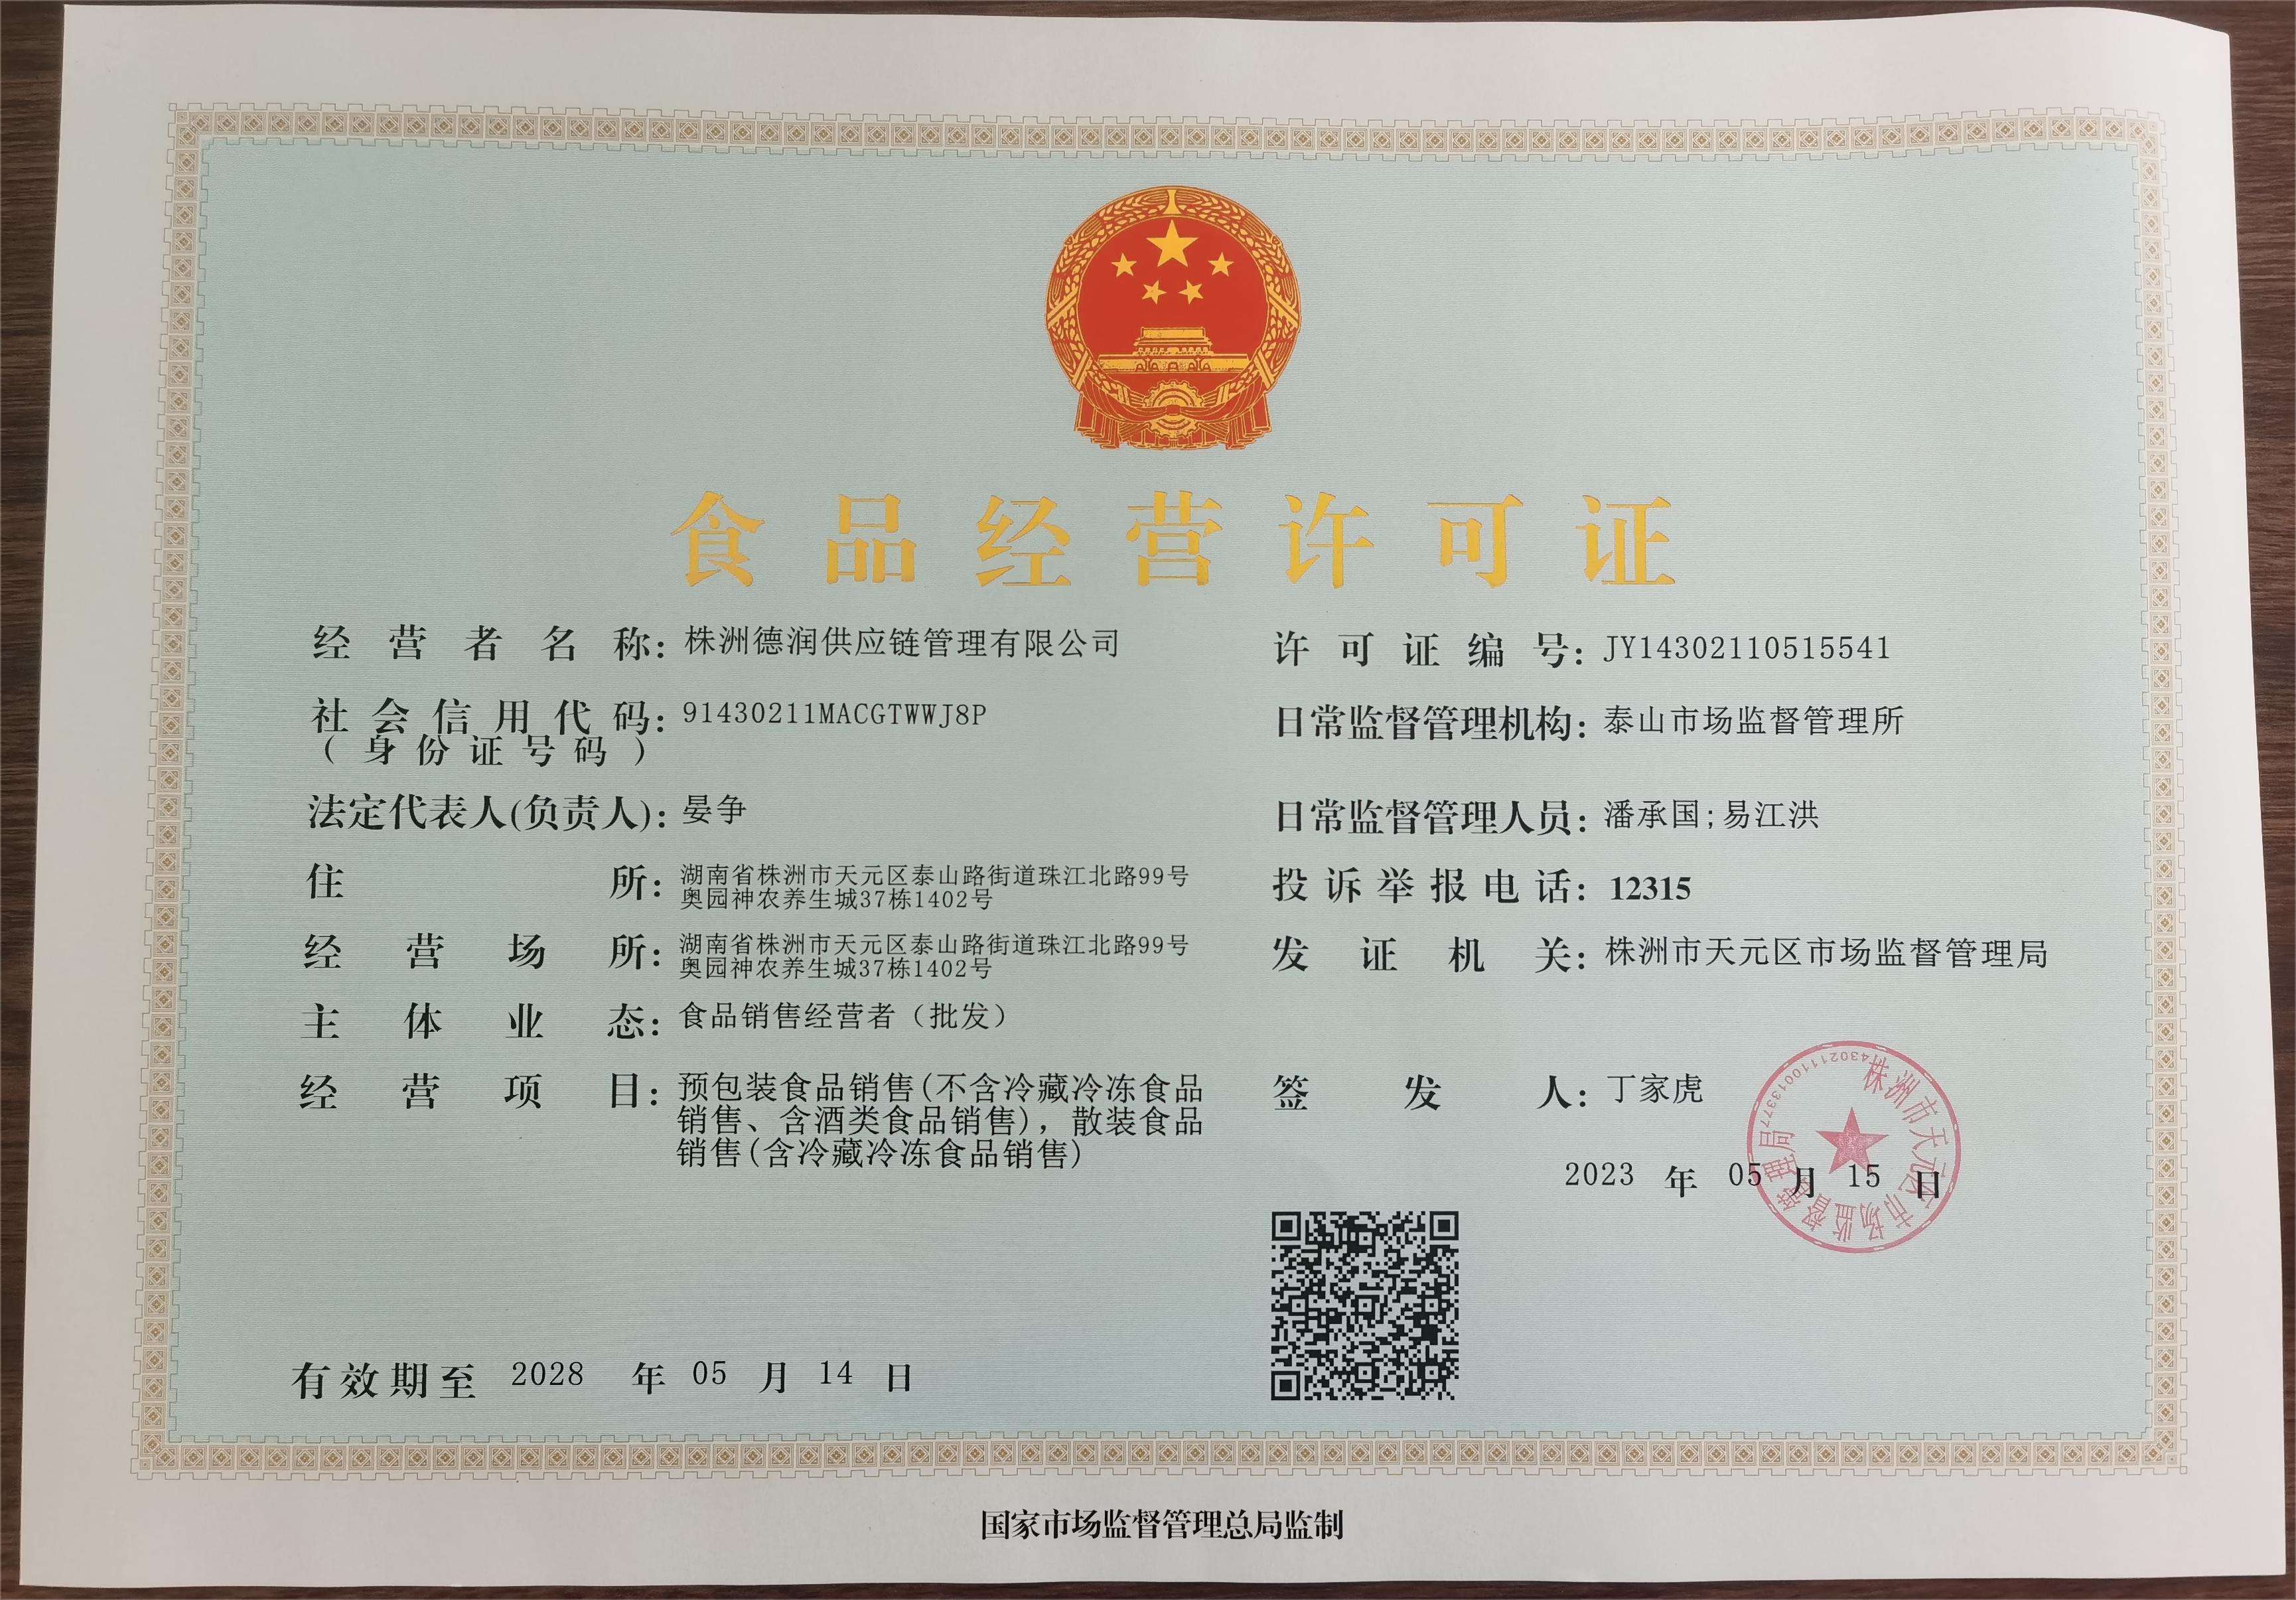 食品经营许可证
经营者名称：株洲德润供应链管理有限公司
社会信用代码：91430211MACGTWWJ8P
（身份证号码）
法定代表人(负责人)：晏争
住所：湖南省株洲市天元区泰山路街道珠江北路99号
奥园神农养生城37栋1402号
经营场所：湖南省株洲市天元区泰山路街道珠江北路99号
奥园神农养生城37栋1402号
主体业态：食品销售经营者（批发）
经营项目：预包装食品销售(不含冷藏冷冻食品
销售、含酒类食品销售)，散装食品
销售(含冷藏冷冻食品销售)
有效期至 2028 年 05 月 14 日
许可证编号：JY14302110515541
日常监督管理机构：泰山市场监督管理所
日常监督管理人员：潘承国;易江洪
投诉举报电话：12315
发证机关：株洲市天元区市场监督管理局
签发人：丁家虎
2023 年 05 月 15 日
株洲市天元区市场监督管理局
国家市场监督管理总局监制